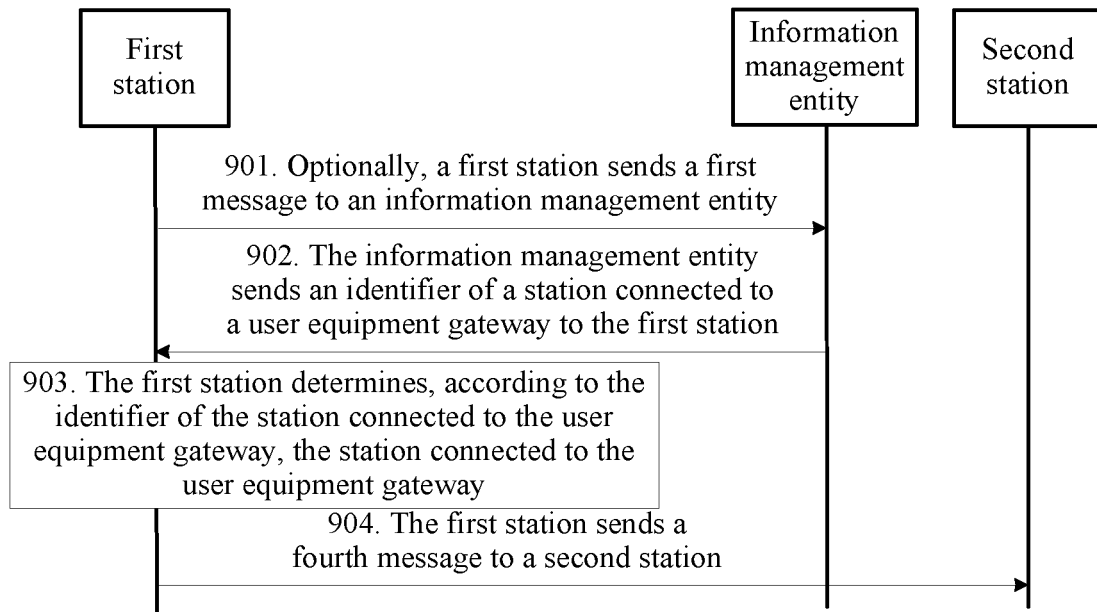 First
station
Information
management
entity
Second
station
901. Optionally, a first station sends a first
message to an information management entity
902. The information management entity
sends an identifier of a station connected to
a user equipment gateway to the first station
903. The first station determines, according to the
identifier of the station connected to the user
equipment gateway, the station connected to the
user equipment gateway
904. The first station sends a
fourth message to a second station